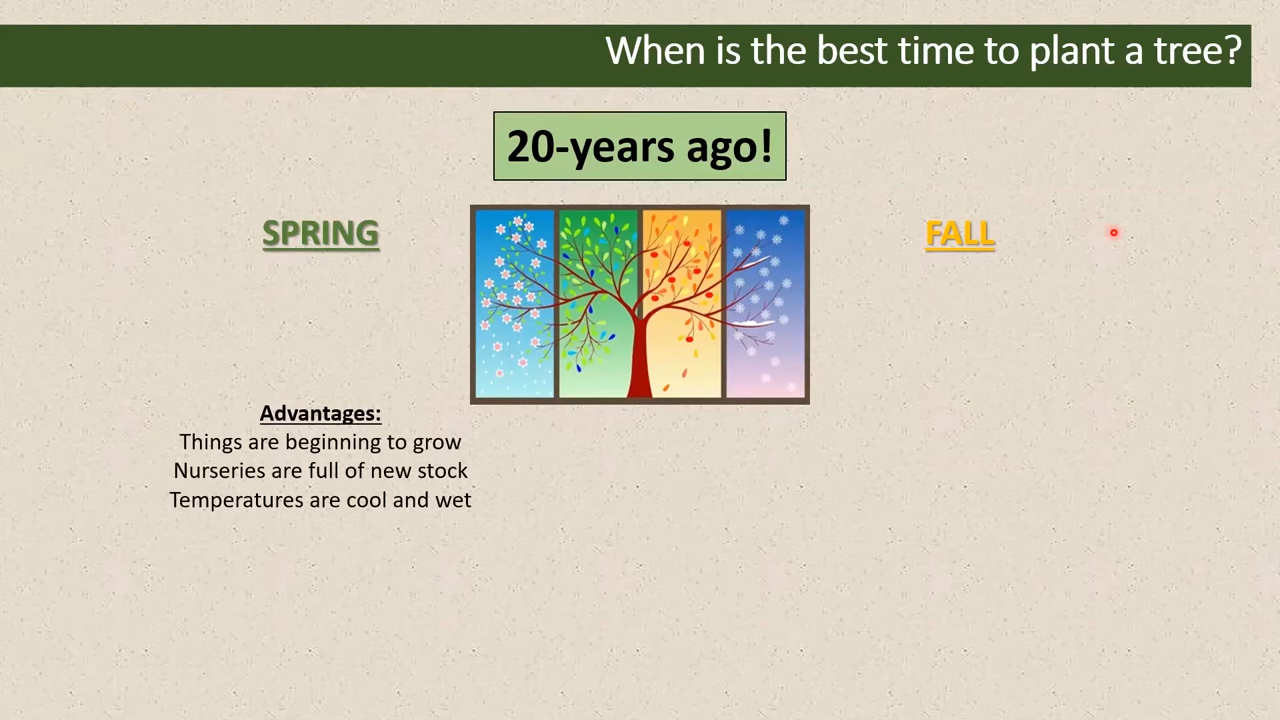 When is the best time to plant a tree?
20-years ago!
SPRING
FALL
Advantages:
Things are beginning to grow
Nurseries are full of new stock
Temperatures are cool and wet